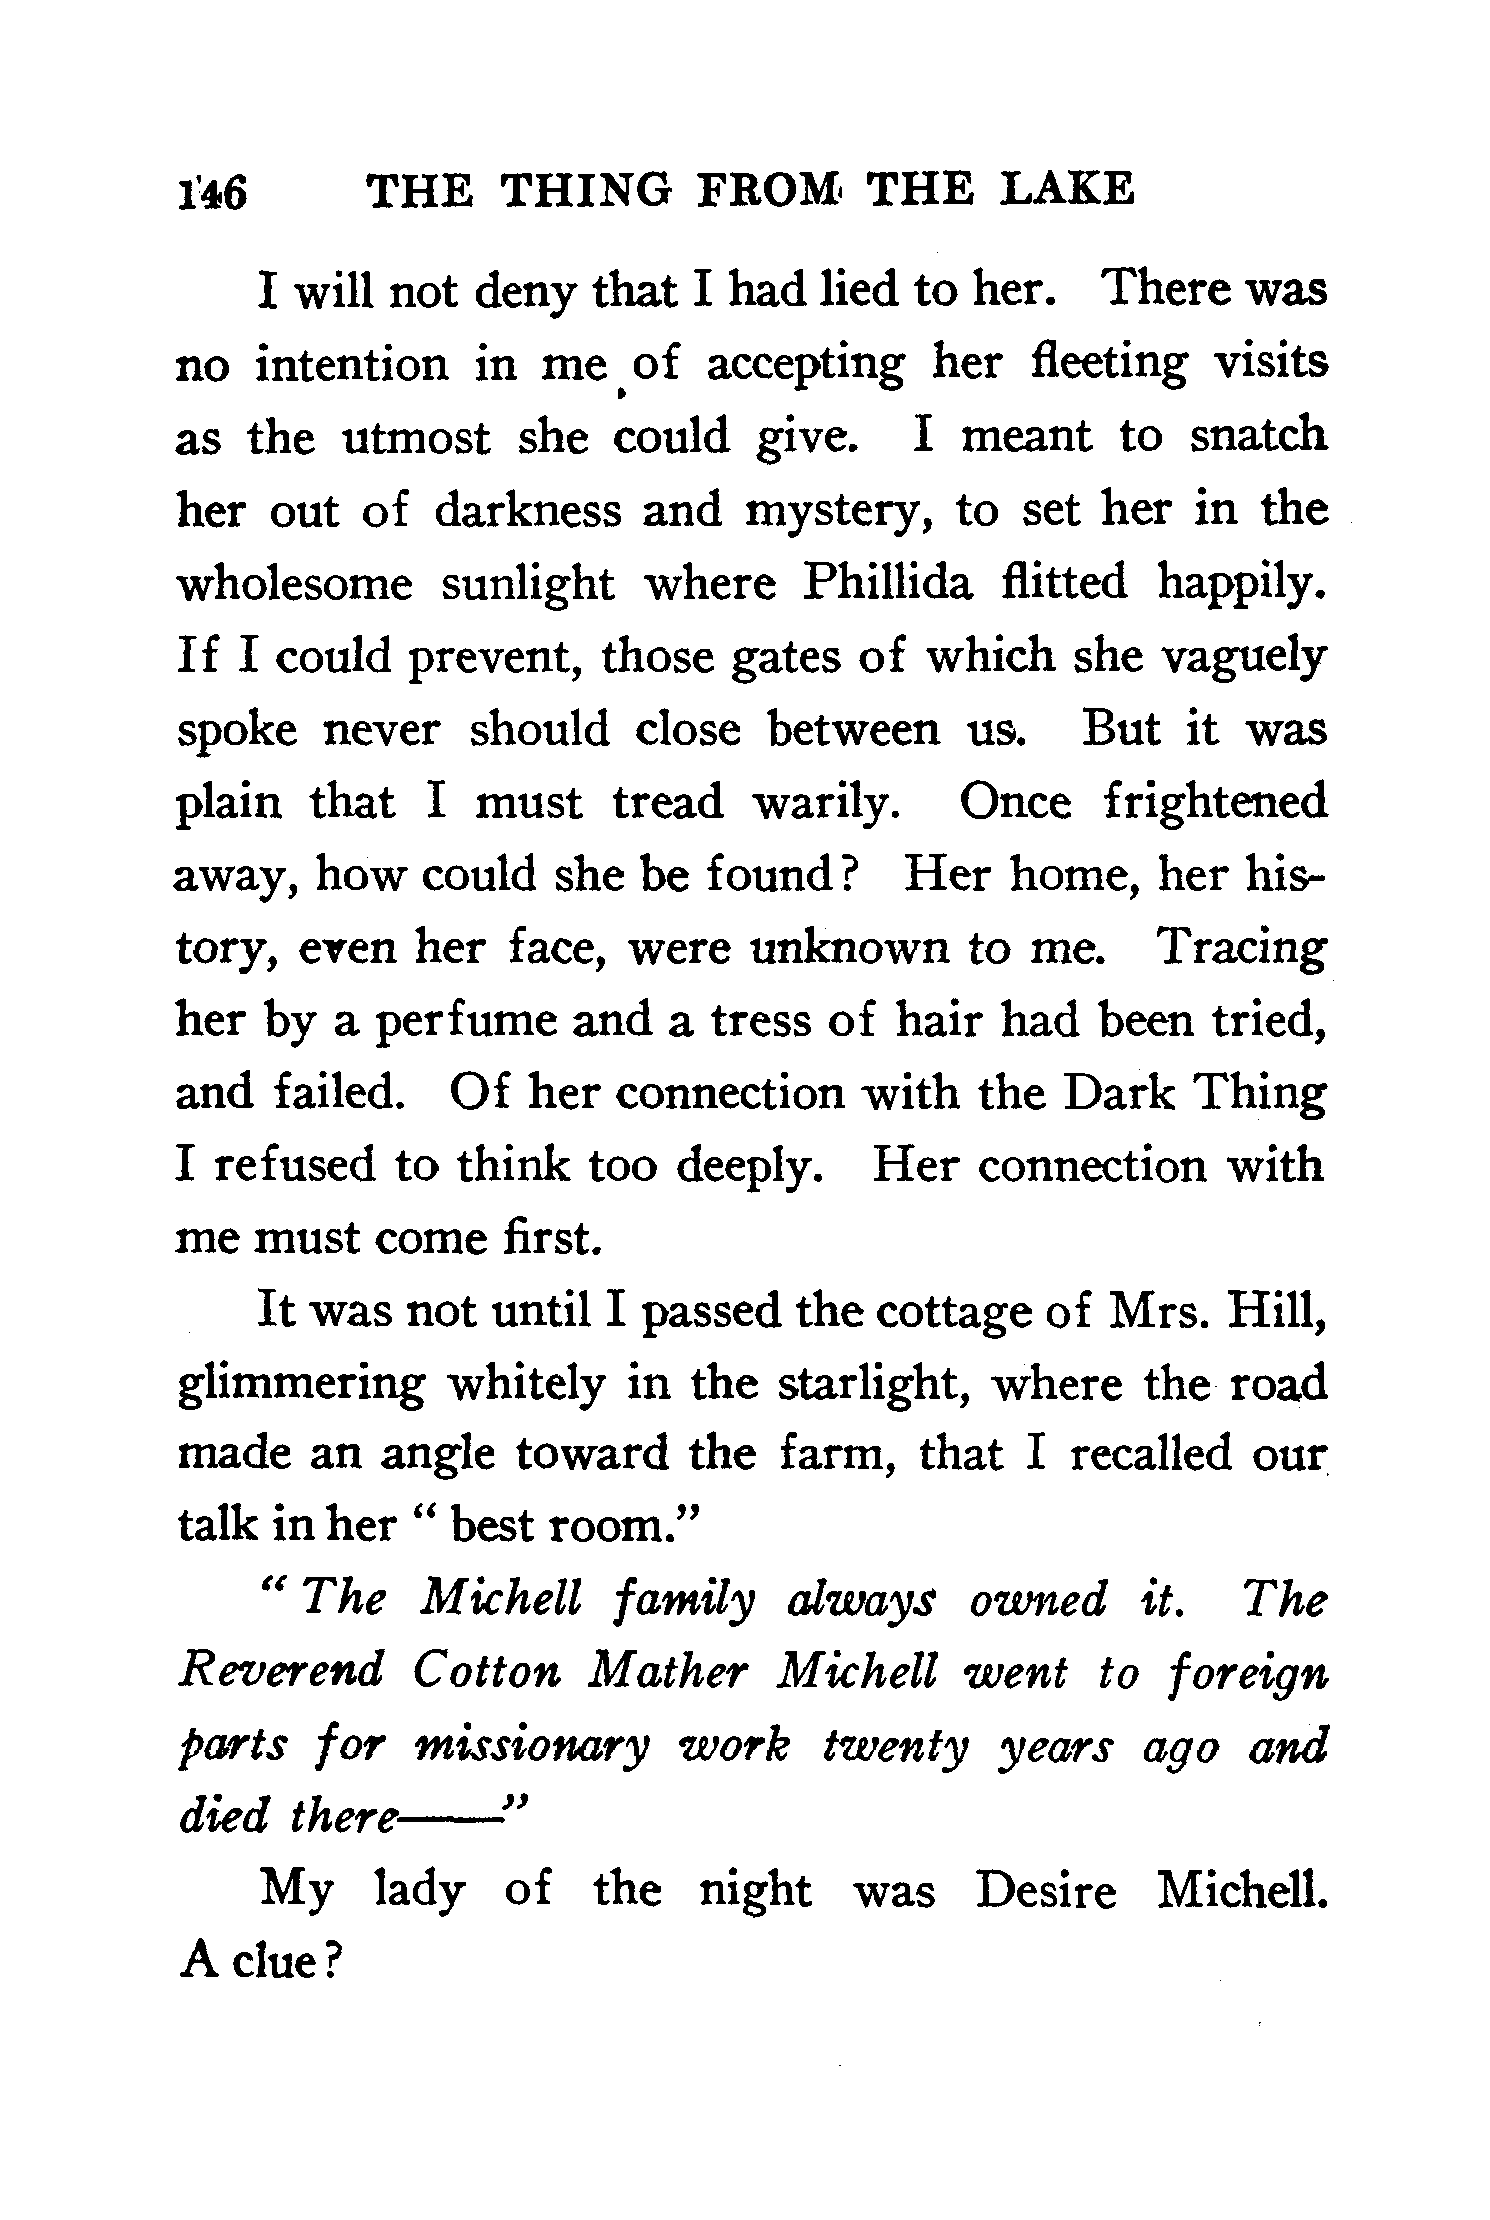 146 THE THING FROM THE LAKE
I will not deny that I had lied to her. There was
no intention in me of accepting her fleeting visits
as the utmost she could give. I meant to snatch
her out of darkness and mystery, to set her in the
wholesome sunlight where Phillida flitted happily.
If I could prevent, those gates of which she vaguely
spoke never should close between us. But it was
plain that I must tread warily. Once frightened
away, how could she be found? Her home, her his-
tory, even her face, were unknown to me. Tracing
her by a perfume and a tress of hair had been tried,
and failed. Of her connection with the Dark Thing
I refused to think too deeply. Her connection with
me must come first.
It was not until I passed the cottage of Mrs. Hill,
glimmering whitely in the starlight, where the road
made an angle toward the farm, that I recalled our
talk in her “ best room.”
“ The Michell family always owned it. The
Reverend Cotton Mather Michell went to foreign
parts for missionary work twenty years ago and
died there——”
My lady of the night was Desire Michell.
A clue?